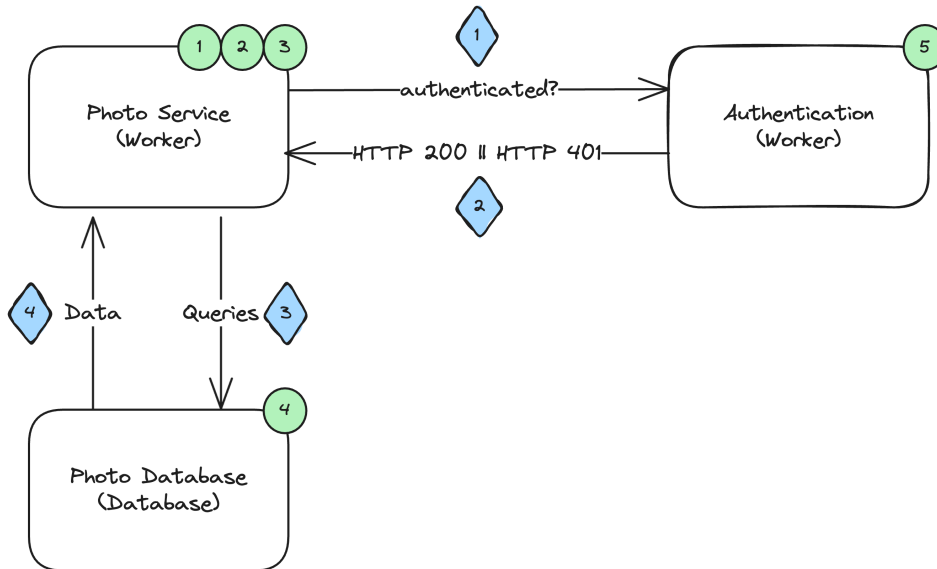 1 2 3
1
5
Photo Service
(Worker)
authenticated?
Authentication
(Worker)
HTTP 200 || HTTP 401
2
4
Data
Queries
3
4
Photo Database
(Database)